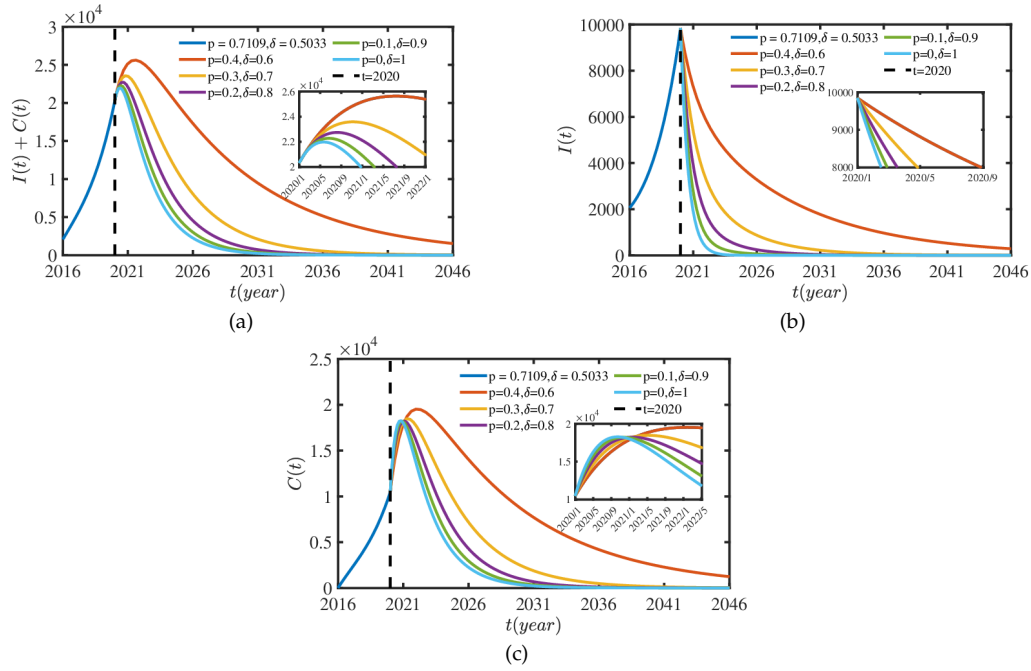 ×10⁴
3
2.5
2
1.5
1
0.5
0
I(t) + C(t)
p = 0.7109,δ = 0.5033
p=0.4,δ=0.6
p=0.3,δ=0.7
p=0.2,δ=0.8
p=0.1,δ=0.9
p=0,δ=1
t=2020
×10⁴
2.6
2.4
2.2
2
2020/1 2020/5 2020/9 2021/1 2021/5 2021/9 2022/1
2016 2021 2026 2031 2036 2041 2046
t(year)
(a)
10000
8000
6000
4000
2000
0
I(t)
p = 0.7109,δ = 0.5033
p=0.4,δ=0.6
p=0.3,δ=0.7
p=0.2,δ=0.8
p=0.1,δ=0.9
p=0,δ=1
t=2020
10000
9000
8000
2020/1 2020/5 2020/9
2016 2021 2026 2031 2036 2041 2046
t(year)
(b)
×10⁴
2.5
2
1.5
1
0.5
0
C(t)
p = 0.7109,δ = 0.5033
p=0.4,δ=0.6
p=0.3,δ=0.7
p=0.2,δ=0.8
p=0.1,δ=0.9
p=0,δ=1
t=2020
×10⁴
2
1.5
1
2020/1 2020/5 2020/9 2021/1 2021/5 2021/9 2022/1 2022/5
2016 2021 2026 2031 2036 2041 2046
t(year)
(c)